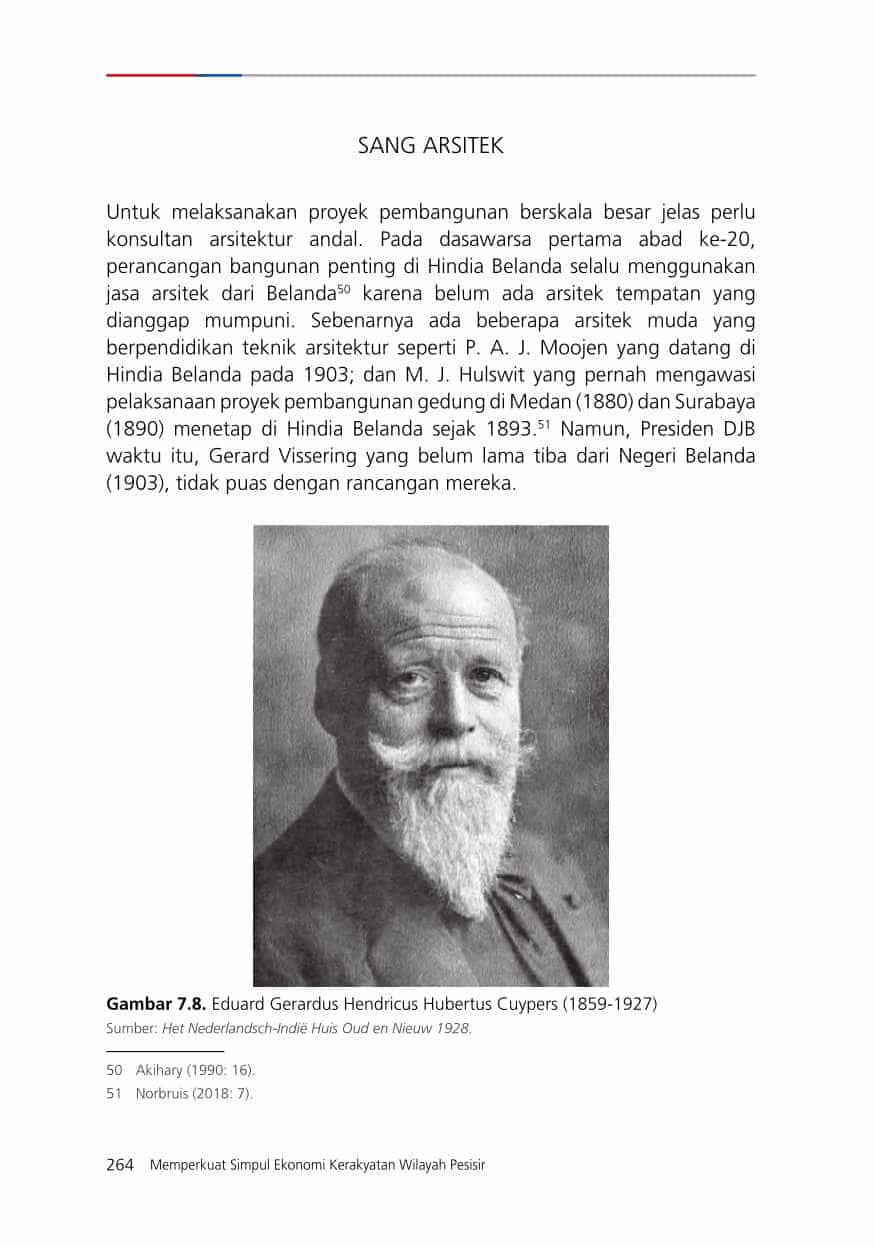 SANG ARSITEK
Untuk melaksanakan proyek pembangunan berskala besar jelas perlu
konsultan arsitektur andal. Pada dasawarsa pertama abad ke-20,
perancangan bangunan penting di Hindia Belanda selalu menggunakan
jasa arsitek dari Belanda⁵⁰ karena belum ada arsitek tempatan yang
dianggap mumpuni. Sebenarnya ada beberapa arsitek muda yang
berpendidikan teknik arsitektur seperti P. A. J. Moojen yang datang di
Hindia Belanda pada 1903; dan M. J. Hulswit yang pernah mengawasi
pelaksanaan proyek pembangunan gedung di Medan (1880) dan Surabaya
(1890) menetap di Hindia Belanda sejak 1893.⁵¹ Namun, Presiden DJB
waktu itu, Gerard Vissering yang belum lama tiba dari Negeri Belanda
(1903), tidak puas dengan rancangan mereka.
Gambar 7.8. Eduard Gerardus Hendricus Hubertus Cuypers (1859-1927)
Sumber: Het Nederlandsch-Indië Huis Oud en Nieuw 1928.
50 Akihary (1990: 16).
51 Norbruis (2018: 7).
264 Memperkuat Simpul Ekonomi Kerakyatan Wilayah Pesisir